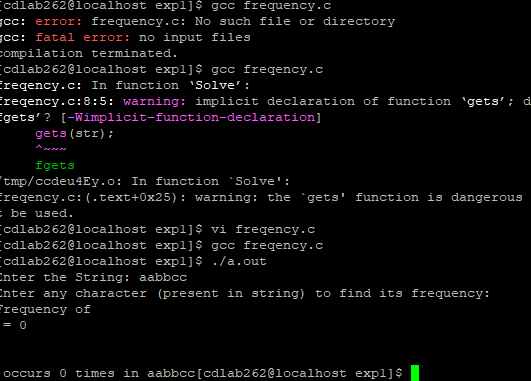 [cdlab262@localhost exp1]$ gcc frequency.c
gcc: error: frequency.c: No such file or directory
gcc: fatal error: no input files
compilation terminated.
[cdlab262@localhost exp1]$ gcc freqency.c
freqency.c: In function ‘Solve’:
freqency.c:8:5: warning: implicit declaration of function ‘gets’; d
fgets’? [-Wimplicit-function-declaration]
gets(str);
^~~~
fgets
/tmp/ccdeu4Ey.o: In function `Solve':
freqency.c:(.text+0x25): warning: the `gets' function is dangerous
t be used.
[cdlab262@localhost exp1]$ vi freqency.c
[cdlab262@localhost exp1]$ gcc freqency.c
[cdlab262@localhost exp1]$ ./a.out
Enter the String: aabbcc
Enter any character (present in string) to find its frequency:
Frequency of
= 0
occurs 0 times in aabbcc[cdlab262@localhost exp1]$